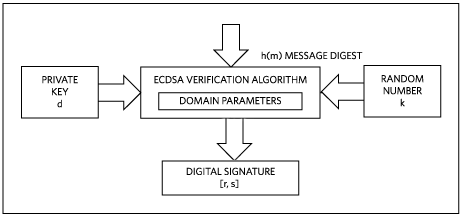 h(m) MESSAGE DIGEST
PRIVATE
KEY
d
ECDSA VERIFICATION ALGORITHM
DOMAIN PARAMETERS
RANDOM
NUMBER
k
DIGITAL SIGNATURE
[r, s]